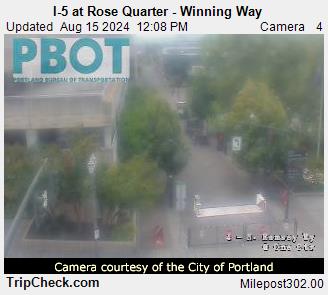 I-5 at Rose Quarter - Winning Way
Updated Aug 15 2024 12:08 PM Camera 4
PBOT
PORTLAND BUREAU OF TRANSPORTATION
Camera courtesy of the City of Portland
TripCheck.com Milepost302.00